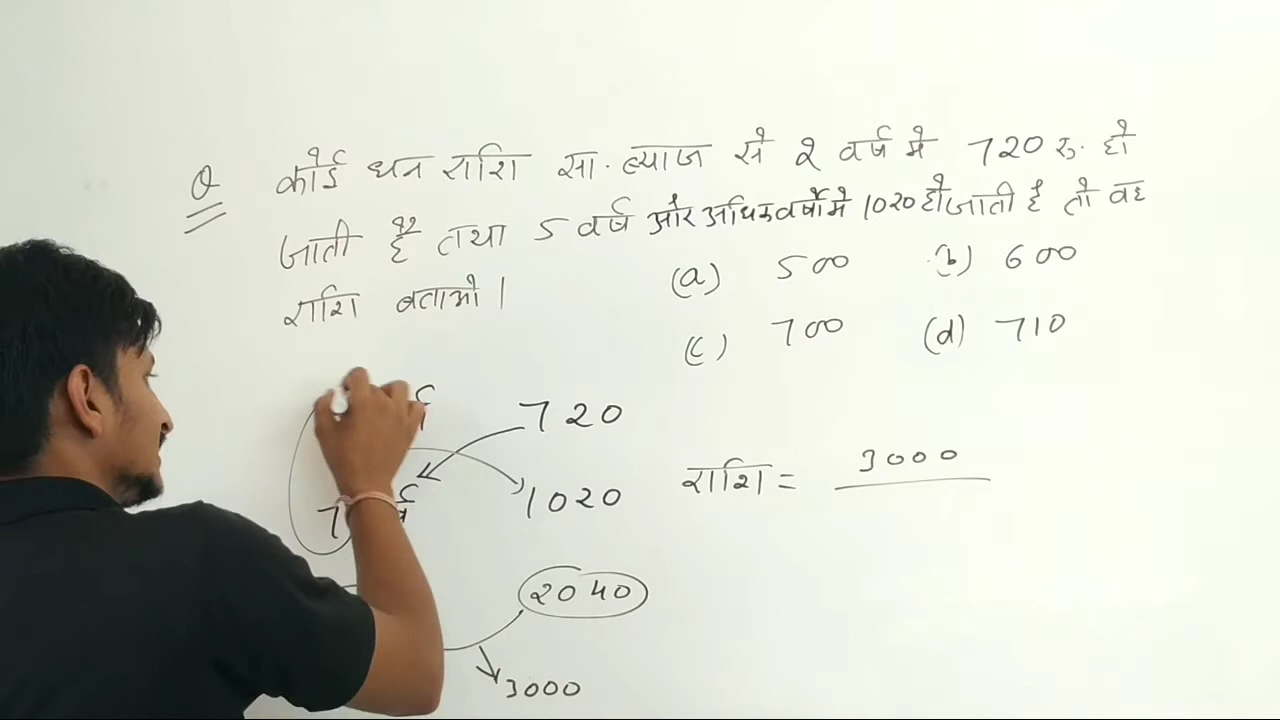 Q कोई धन राशि सा. ब्याज से 2 वर्ष मे 720 रु. हो
जाती है तथा 5 वर्ष और अधिक वर्षो मे 1020 हो जाती है तो वह
राशि बताओ।
(a) 500 (b) 600
(c) 700 (d) 710
720
7 1020
राशि = 3000
2040
3000